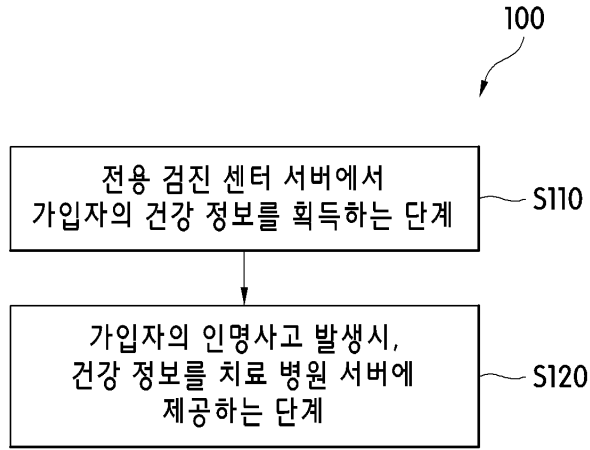 100
전용 검진 센터 서버에서
가입자의 건강 정보를 획득하는 단계
S110
가입자의 인명사고 발생시,
건강 정보를 치료 병원 서버에
제공하는 단계
S120